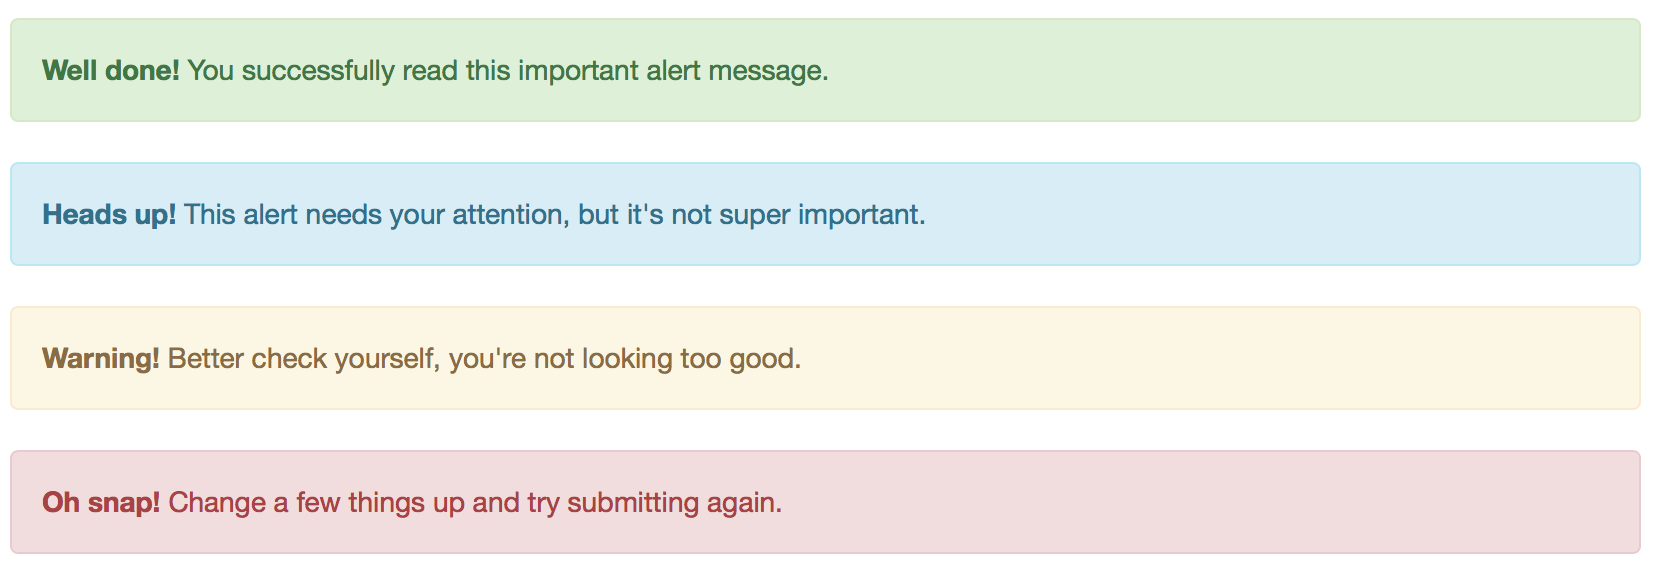 Well done! You successfully read this important alert message.
Heads up! This alert needs your attention, but it's not super important.
Warning! Better check yourself, you're not looking too good.
Oh snap! Change a few things up and try submitting again.